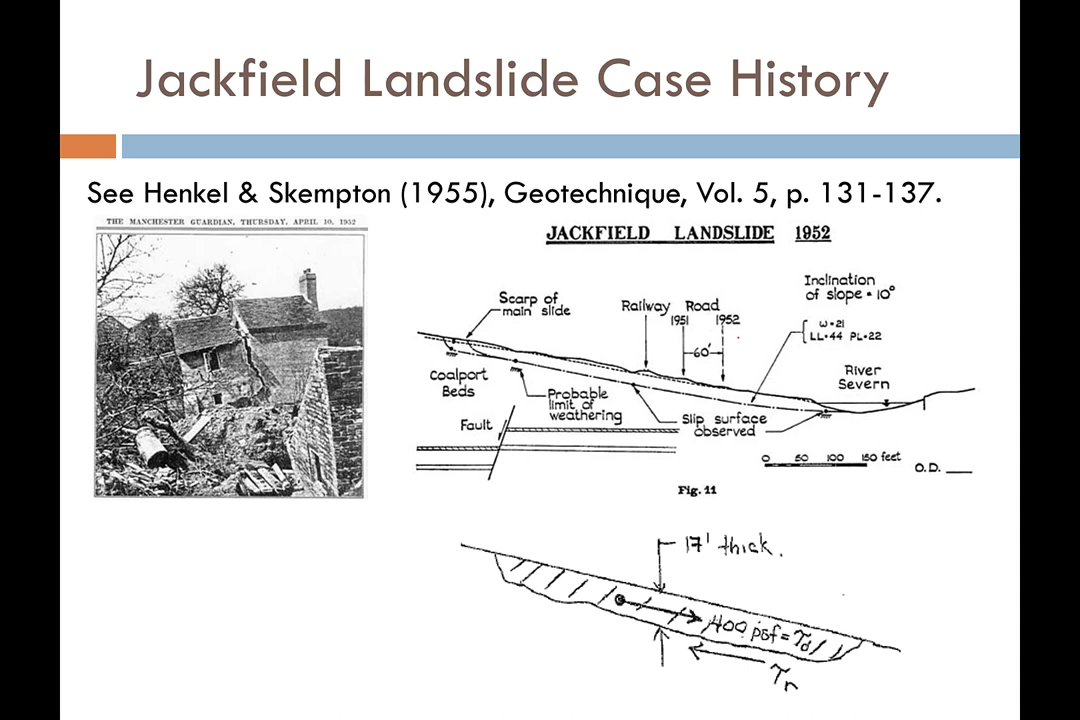 Jackfield Landslide Case History
See Henkel & Skempton (1955), Geotechnique, Vol. 5, p. 131-137.
THE MANCHESTER GUARDIAN, THURSDAY, APRIL 10, 1952
JACKFIELD LANDSLIDE 1952
Scarp of
main slide
Railway
Road
1951
1952
60'
Inclination
of slope = 10°
W=21
LL=44 PL=22
River
Severn
Coalport
Beds
Probable
limit of
weathering
Slip surface
observed
Fault
0 50 100 150 feet
O.D.
Fig. 11
17' thick.
400 psf = τd
τr